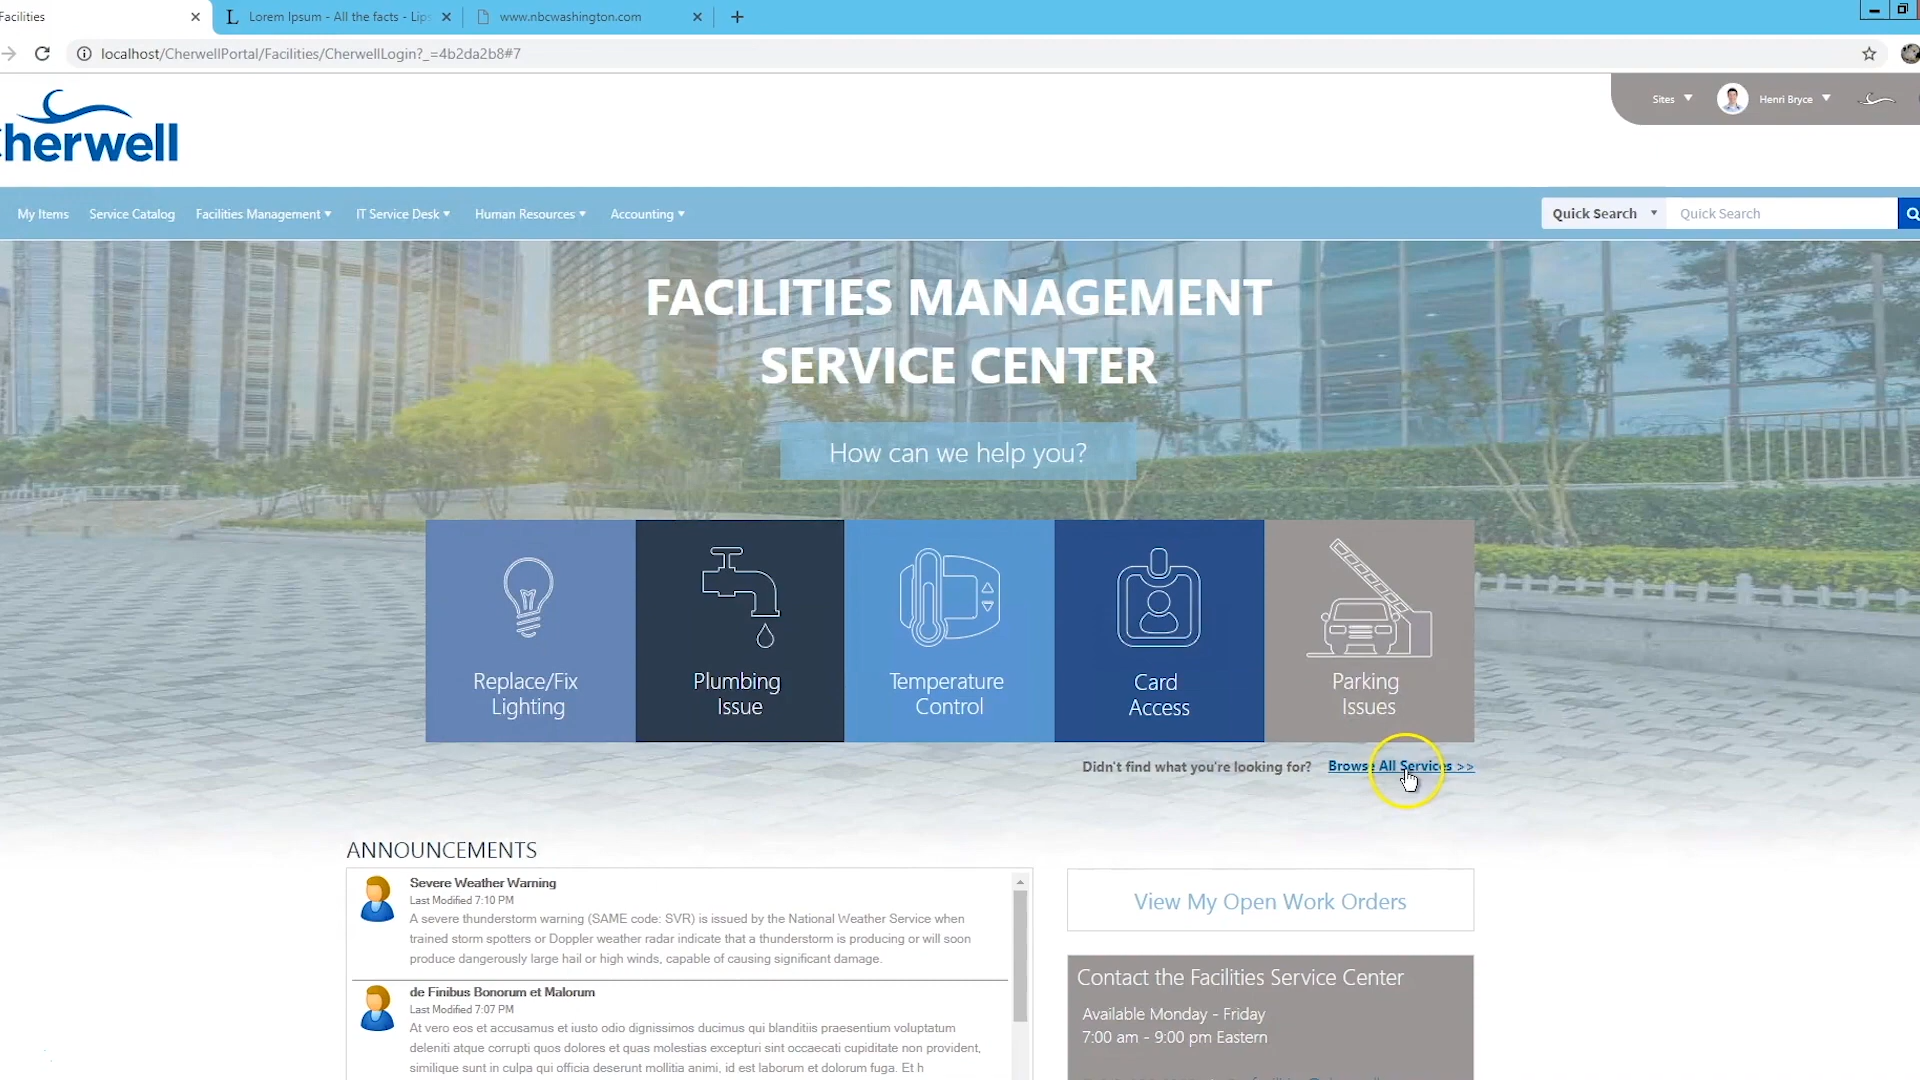 Facilities
Lorem Ipsum - All the facts - Lips
www.nbcwashington.com
localhost/CherwellPortal/Facilities/CherwellLogin?_=4b2da2b8#7
Cherwell
Sites
Henri Bryce
My Items
Service Catalog
Facilities Management
IT Service Desk
Human Resources
Accounting
Quick Search
Quick Search
FACILITIES MANAGEMENT
SERVICE CENTER
How can we help you?
Replace/Fix
Lighting
Plumbing
Issue
Temperature
Control
Card
Access
Parking
Issues
Didn't find what you're looking for?
Browse All Services >>
ANNOUNCEMENTS
Severe Weather Warning
Last Modified 7:10 PM
A severe thunderstorm warning (SAME code: SVR) is issued by the National Weather Service when
trained storm spotters or Doppler weather radar indicate that a thunderstorm is producing or will soon
produce dangerously large hail or high winds, capable of causing significant damage.
de Finibus Bonorum et Malorum
Last Modified 7:07 PM
At vero eos et accusamus et iusto odio dignissimos ducimus qui blanditiis praesentium voluptatum
deleniti atque corrupti quos dolores et quas molestias excepturi sint occaecati cupiditate non provident,
similique sunt in culpa qui officia deserunt mollitia animi, id est laborum et dolorum fuga. Et h
View My Open Work Orders
Contact the Facilities Service Center
Available Monday - Friday
7:00 am - 9:00 pm Eastern